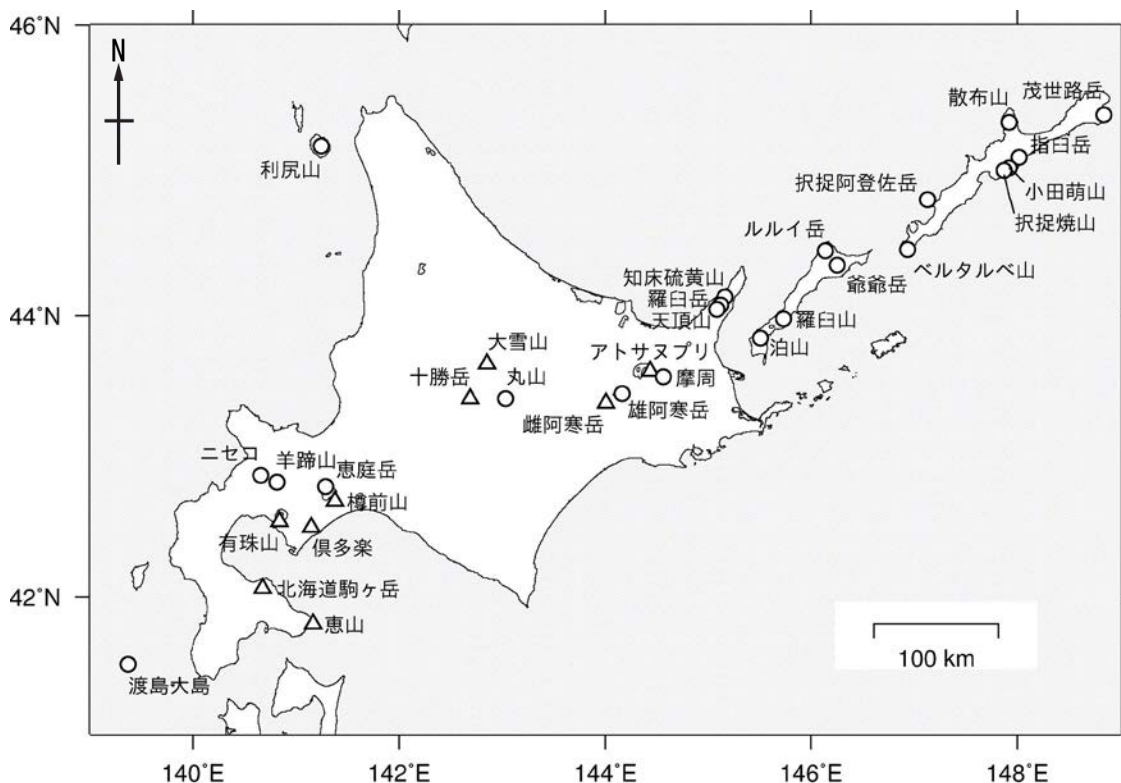 46°N
N
散布山
茂世路岳
指臼岳
利尻山
択捉阿登佐岳
小田萌山
択捉焼山
ルルイ岳
ベルタルベ山
知床硫黄山
爺爺岳
羅臼岳
44°N
天頂山
羅臼山
大雪山
アトサヌプリ
泊山
十勝岳
丸山
摩周
雌阿寒岳
雄阿寒岳
ニセコ
羊蹄山
恵庭岳
樽前山
有珠山
倶多楽
42°N
北海道駒ヶ岳
恵山
100 km
渡島大島
140°E
142°E
144°E
146°E
148°E